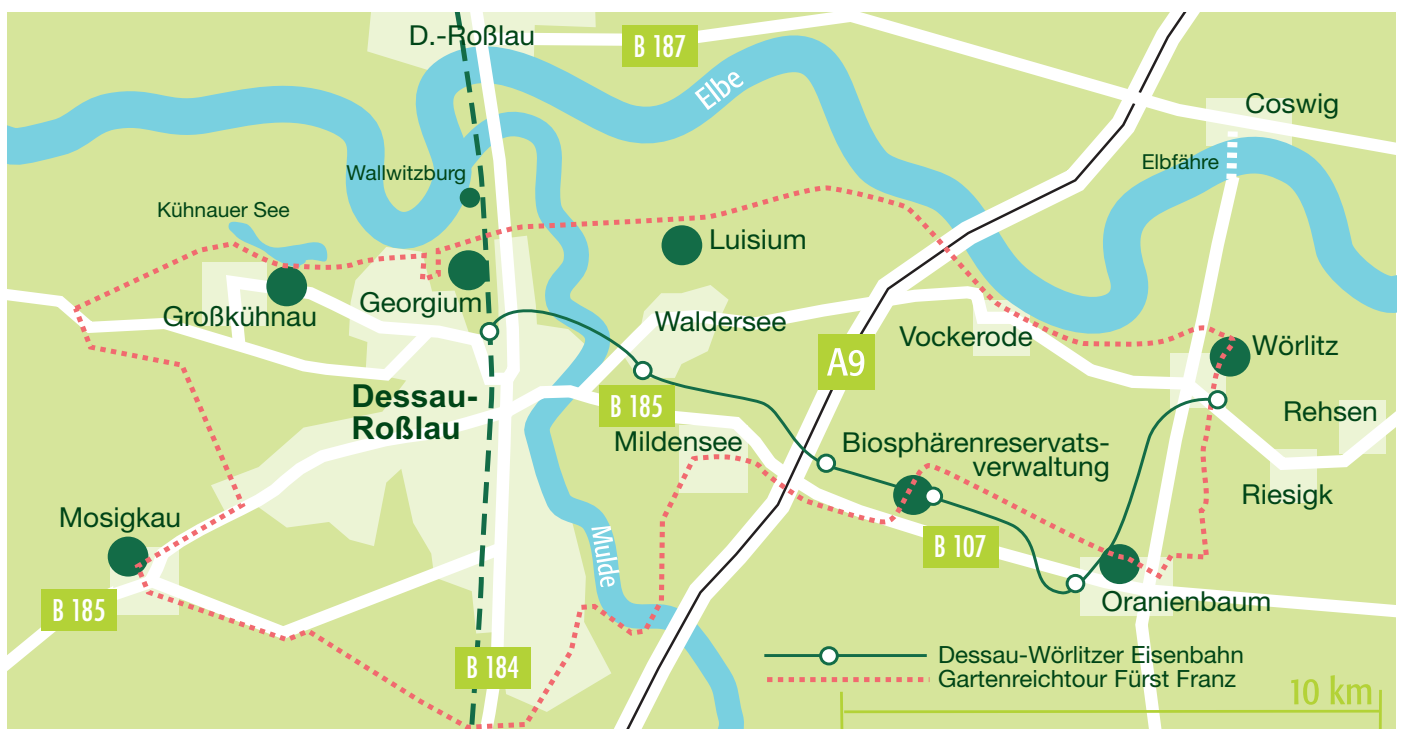 D.-Roßlau
B 187
Elbe
Coswig
Elbfähre
Wallwitzburg
Kühnauer See
Luisium
Georgium
Großkühnau
Waldersee
Vockerode
Wörlitz
A9
Dessau-
Roßlau
B 185
Rehsen
Mildensee
Biosphärenreservats-
verwaltung
Riesigk
Mosigkau
Mulde
B 107
B 185
Oranienbaum
B 184
Dessau-Wörlitzer Eisenbahn
Gartenreichtour Fürst Franz
10 km